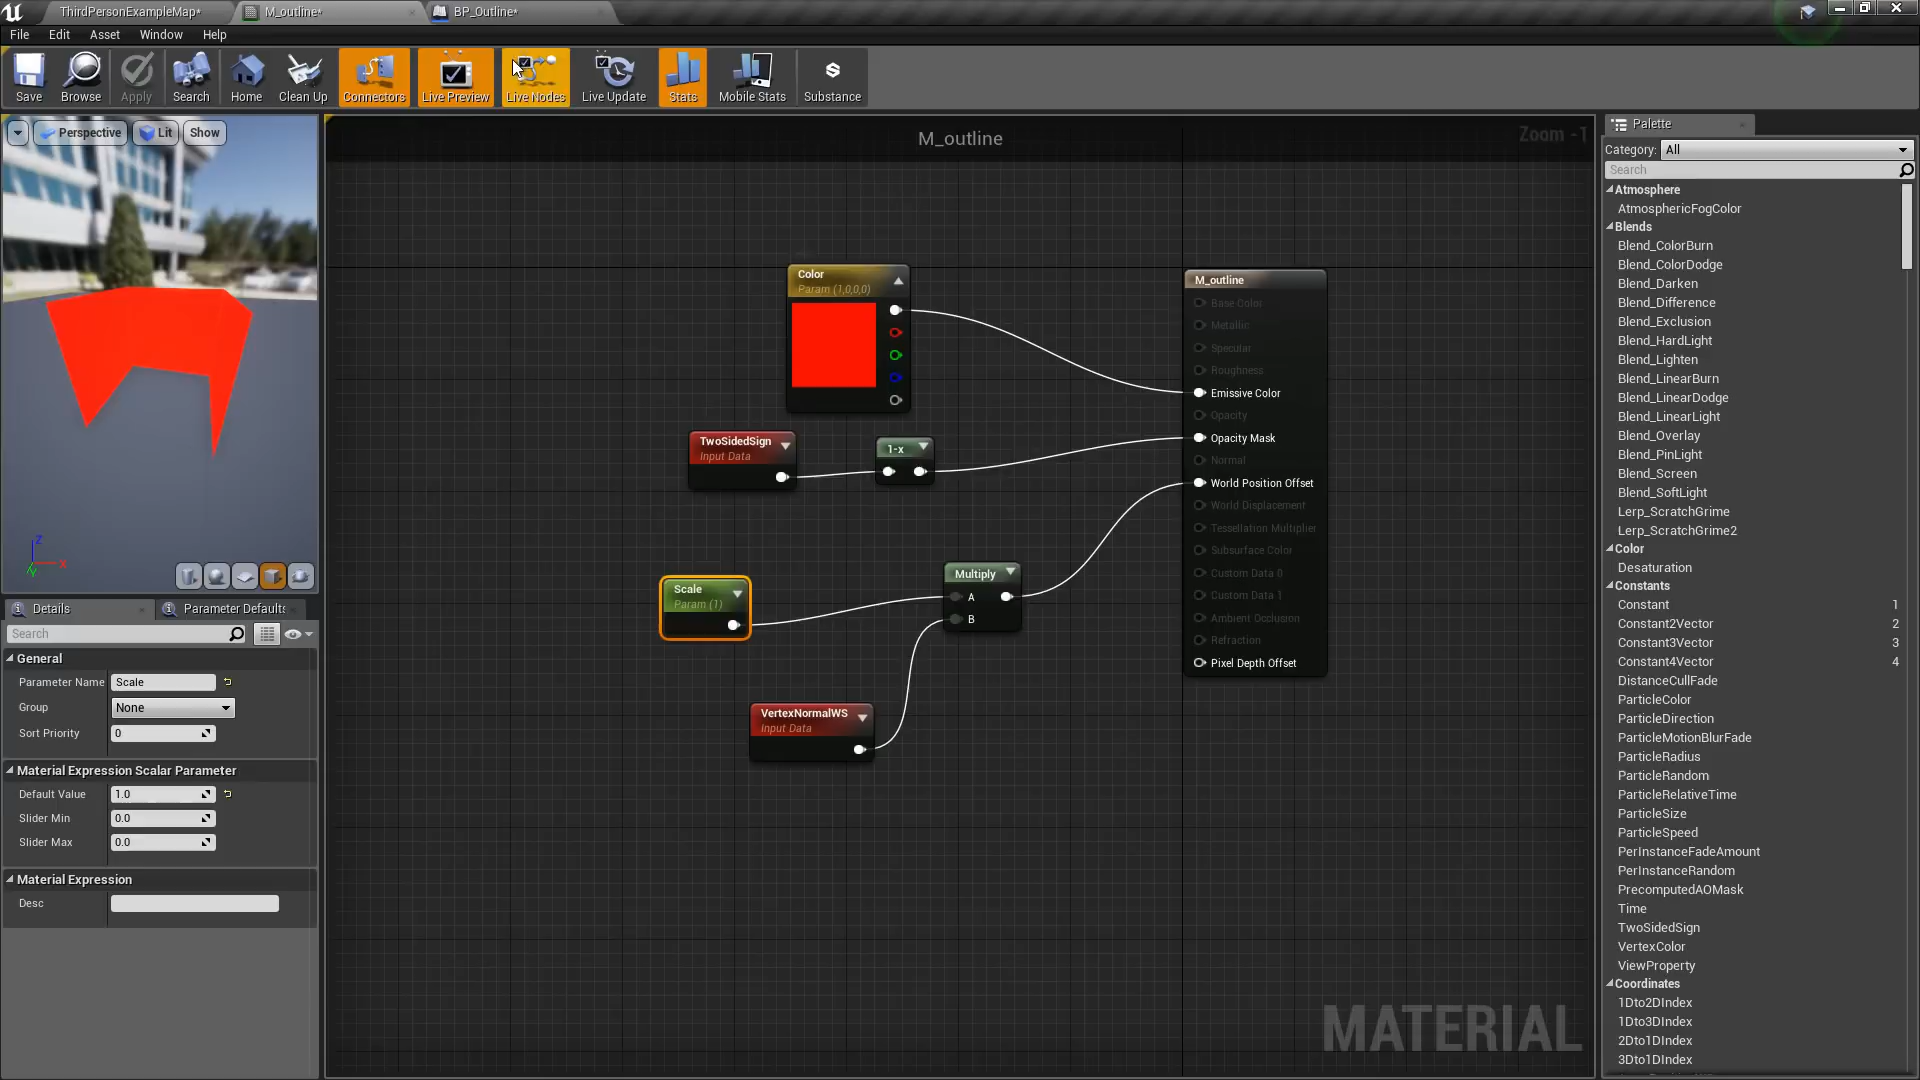 ThirdPersonExampleMap*
M_outline*
BP_Outline*
File Edit Asset Window Help
Save Browse Apply Search Home Clean Up Connectors Live Preview Live Nodes Live Update Stats Mobile Stats Substance
Perspective Lit Show
Z
X
Y
M_outline
Zoom -1
Color
Param (1,0,0,0)
TwoSidedSign
Input Data
1-x
Scale
Param (1)
Multiply
A
B
VertexNormalWS
Input Data
M_outline
Base Color
Metallic
Specular
Roughness
Emissive Color
Opacity
Opacity Mask
Normal
World Position Offset
World Displacement
Tessellation Multiplier
Subsurface Color
Custom Data 0
Custom Data 1
Ambient Occlusion
Refraction
Pixel Depth Offset
MATERIAL
Details
Parameter Defaults
Search
General
Parameter Name Scale
Group None
Sort Priority 0
Material Expression Scalar Parameter
Default Value 1.0
Slider Min 0.0
Slider Max 0.0
Material Expression
Desc
Palette
Category: All
Search
Atmosphere
AtmosphericFogColor
Blends
Blend_ColorBurn
Blend_ColorDodge
Blend_Darken
Blend_Difference
Blend_Exclusion
Blend_HardLight
Blend_Lighten
Blend_LinearBurn
Blend_LinearDodge
Blend_LinearLight
Blend_Overlay
Blend_PinLight
Blend_Screen
Blend_SoftLight
Lerp_ScratchGrime
Lerp_ScratchGrime2
Color
Desaturation
Constants
Constant 1
Constant2Vector 2
Constant3Vector 3
Constant4Vector 4
DistanceCullFade
ParticleColor
ParticleDirection
ParticleMotionBlurFade
ParticleRadius
ParticleRandom
ParticleRelativeTime
ParticleSize
ParticleSpeed
PerInstanceFadeAmount
PerInstanceRandom
PrecomputedAOMask
Time
TwoSidedSign
VertexColor
ViewProperty
Coordinates
1Dto2DIndex
1Dto3DIndex
2Dto1DIndex
3Dto1DIndex